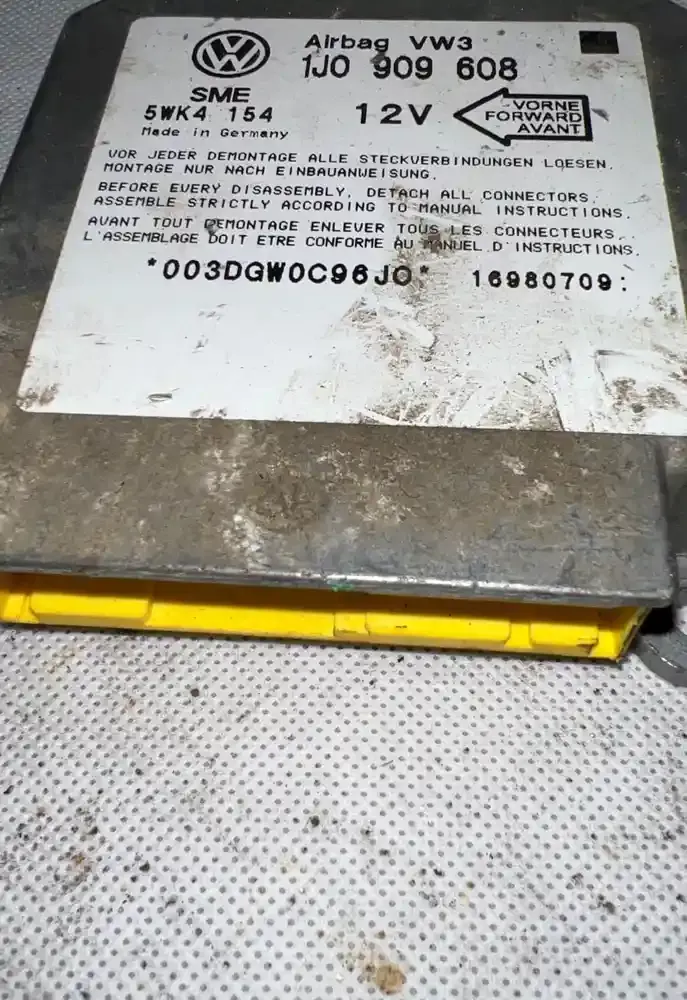 Airbag VW3
1J0 909 608
SME
5WK4 154
12V
VORNE
FORWARD
AVANT
Made in Germany
VOR JEDER DEMONTAGE ALLE STECKVERBINDUNGEN LOESEN.
MONTAGE NUR NACH EINBAUANWEISUNG.
BEFORE EVERY DISASSEMBLY, DETACH ALL CONNECTORS.
ASSEMBLE STRICTLY ACCORDING TO MANUAL INSTRUCTIONS.
AVANT TOUT DEMONTAGE ENLEVER TOUS LES CONNECTEURS.
L'ASSEMBLAGE DOIT ETRE CONFORME AU MANUEL D'INSTRUCTIONS.
*003DGW0C96J0* 16980709: